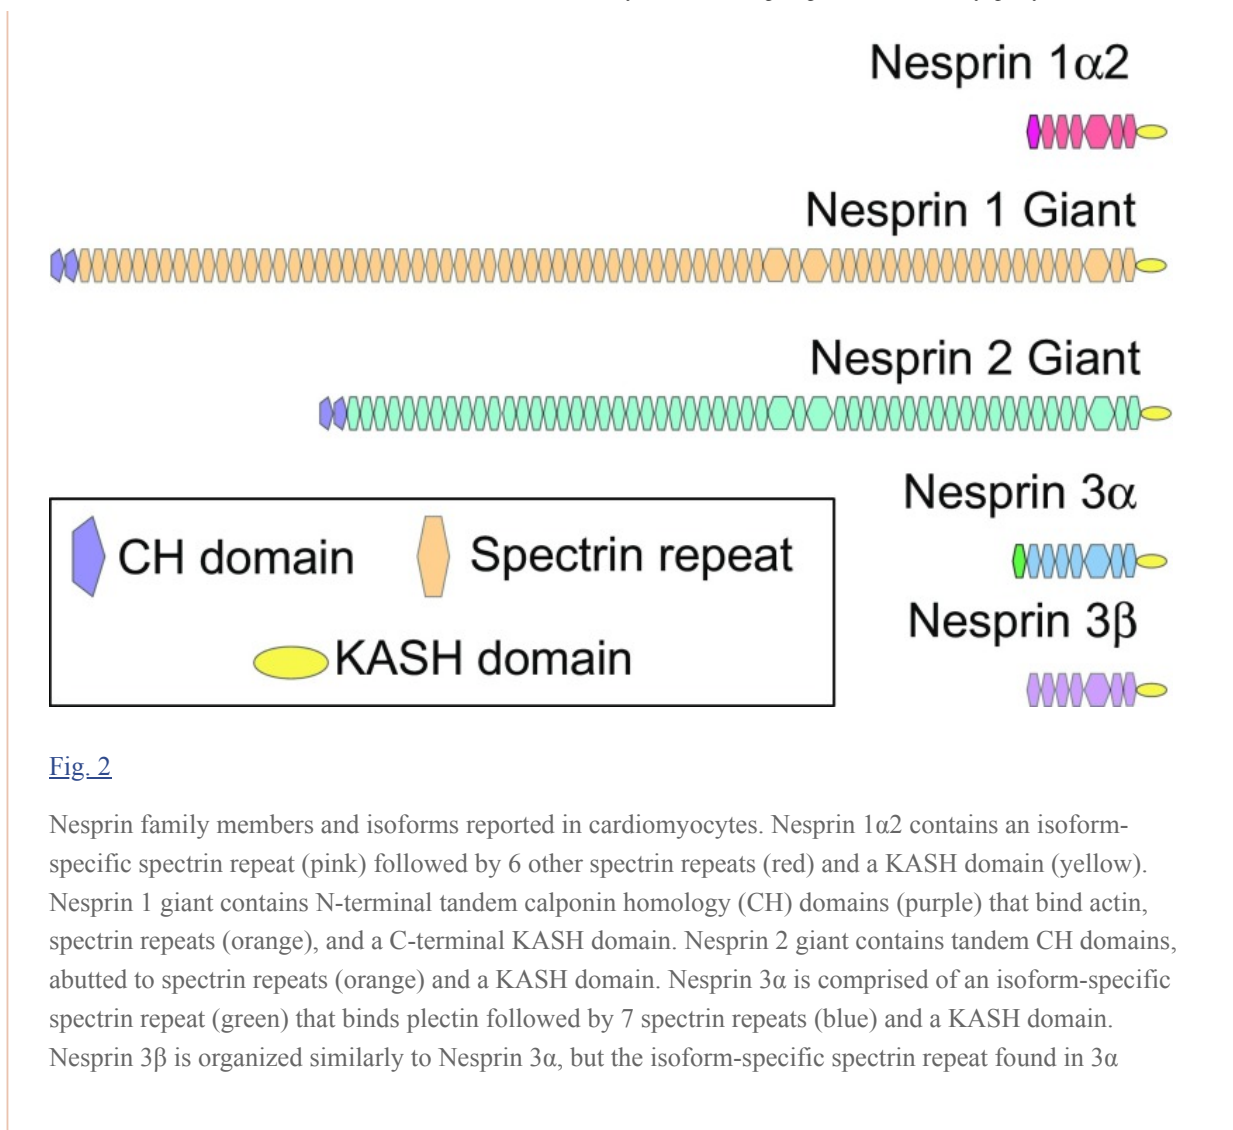 Nesprin 1α2
Nesprin 1 Giant
Nesprin 2 Giant
Nesprin 3α
CH domain
Spectrin repeat
KASH domain
Nesprin 3β
Fig. 2
Nesprin family members and isoforms reported in cardiomyocytes. Nesprin 1α2 contains an isoform-
specific spectrin repeat (pink) followed by 6 other spectrin repeats (red) and a KASH domain (yellow).
Nesprin 1 giant contains N-terminal tandem calponin homology (CH) domains (purple) that bind actin,
spectrin repeats (orange), and a C-terminal KASH domain. Nesprin 2 giant contains tandem CH domains,
abutted to spectrin repeats (orange) and a KASH domain. Nesprin 3α is comprised of an isoform-specific
spectrin repeat (green) that binds plectin followed by 7 spectrin repeats (blue) and a KASH domain.
Nesprin 3β is organized similarly to Nesprin 3α, but the isoform-specific spectrin repeat found in 3α